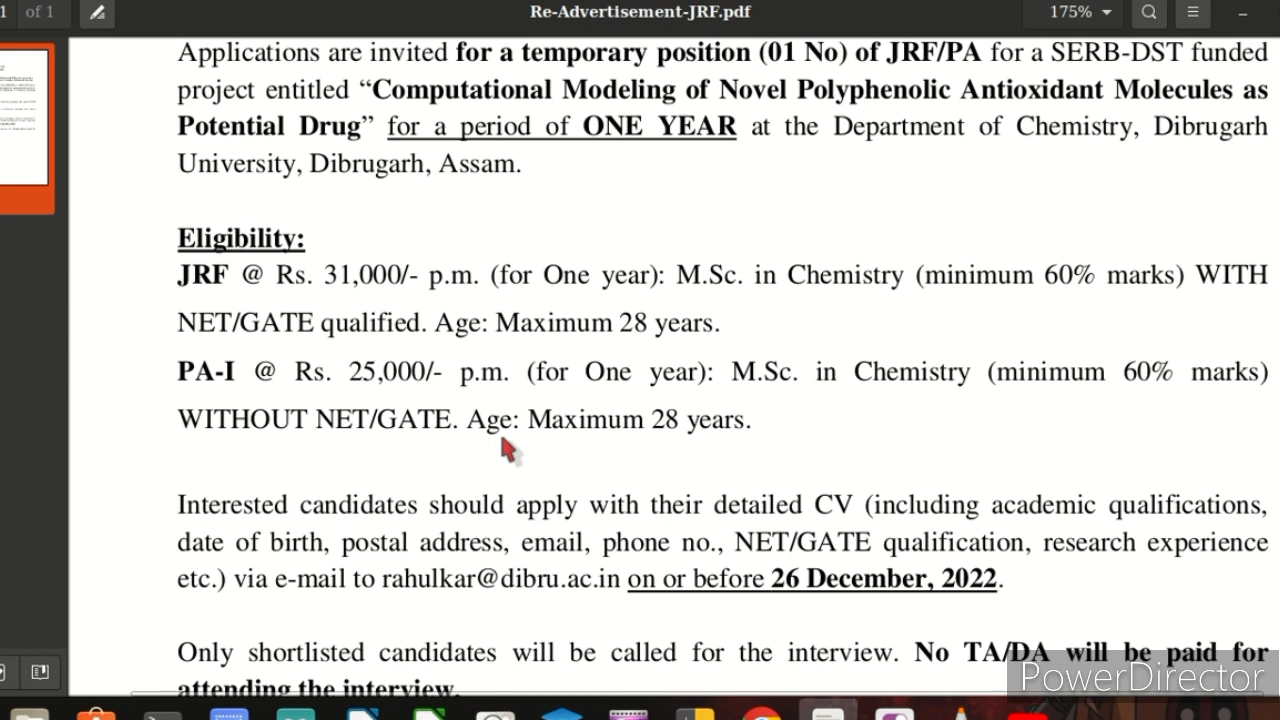 1 of 1 Re-Advertisement-JRF.pdf 175%
Applications are invited for a temporary position (01 No) of JRF/PA for a SERB-DST funded
project entitled “Computational Modeling of Novel Polyphenolic Antioxidant Molecules as
Potential Drug” for a period of ONE YEAR at the Department of Chemistry, Dibrugarh
University, Dibrugarh, Assam.
Eligibility:
JRF @ Rs. 31,000/- p.m. (for One year): M.Sc. in Chemistry (minimum 60% marks) WITH
NET/GATE qualified. Age: Maximum 28 years.
PA-I @ Rs. 25,000/- p.m. (for One year): M.Sc. in Chemistry (minimum 60% marks)
WITHOUT NET/GATE. Age: Maximum 28 years.
Interested candidates should apply with their detailed CV (including academic qualifications,
date of birth, postal address, email, phone no., NET/GATE qualification, research experience
etc.) via e-mail to rahulkar@dibru.ac.in on or before 26 December, 2022.
Only shortlisted candidates will be called for the interview. No TA/DA will be paid for
attending the interview.
PowerDirector